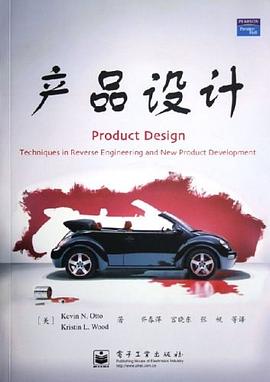 PEARSON
Prentice Hall
产品设计
Product Design
Techniques in Reverse Engineering and New Product Development
[美] Kevin N. Otto
Kristin L. Wood
著 乔春萍 宫晓东 张帆 等译
电子工业出版社
Publishing House of Electronics Industry